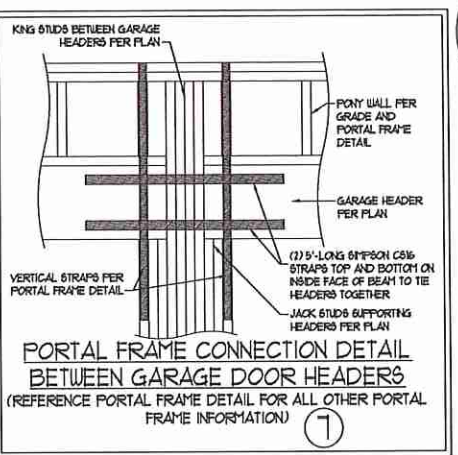 KING STUDS BETWEEN GARAGE
HEADERS PER PLAN
PONY WALL PER
GRADE AND
PORTAL FRAME
DETAIL
GARAGE HEADER
PER PLAN
(2) 5'-LONG SIMPSON CS16
STRAPS TOP AND BOTTOM ON
INSIDE FACE OF BEAM TO TIE
HEADERS TOGETHER
VERTICAL STRAPS PER
PORTAL FRAME DETAIL
JACK STUDS SUPPORTING
HEADERS PER PLAN
PORTAL FRAME CONNECTION DETAIL
BETWEEN GARAGE DOOR HEADERS
(REFERENCE PORTAL FRAME DETAIL FOR ALL OTHER PORTAL
FRAME INFORMATION)
7